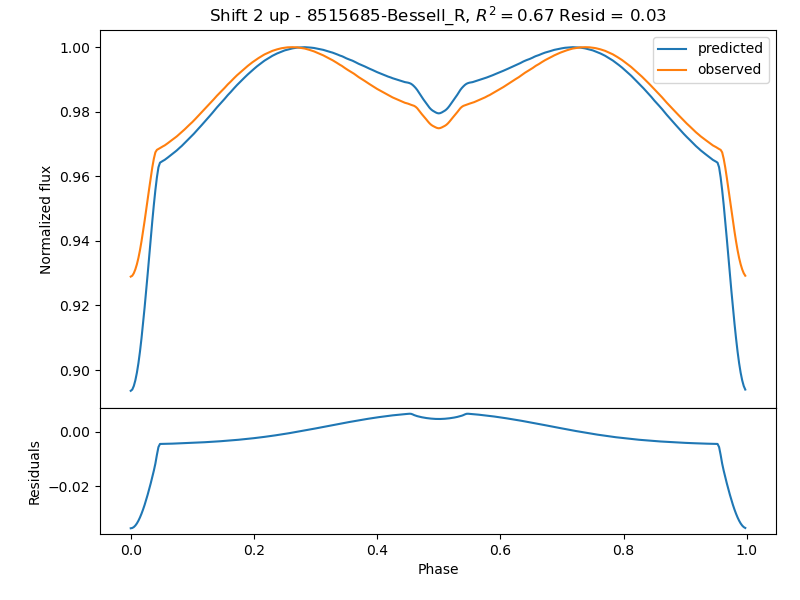 Shift 2 up - 8515685-Bessell_R, R² = 0.67 Resid = 0.03
predicted
observed
Normalized flux
1.00
0.98
0.96
0.94
0.92
0.90
Residuals
0.00
−0.02
0.0 0.2 0.4 0.6 0.8 1.0
Phase